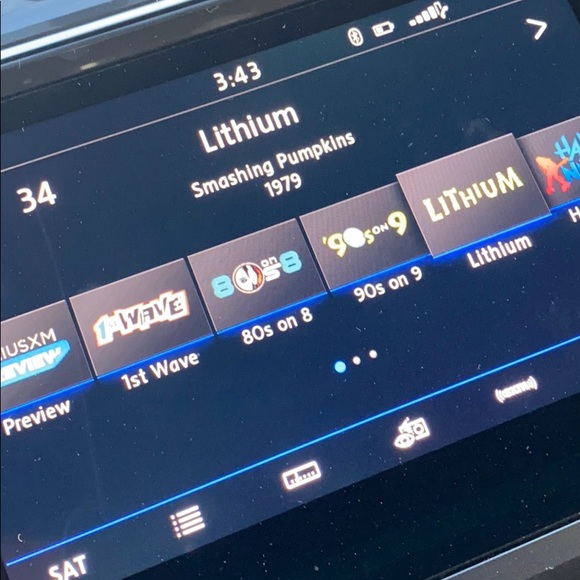 3:43
Lithium
34
Smashing Pumpkins
1979
IUSXM
1st WAVE
80s on 8
'90s ON 9
LITHIUM
Preview
1st Wave
80s on 8
90s on 9
Lithium
SAT